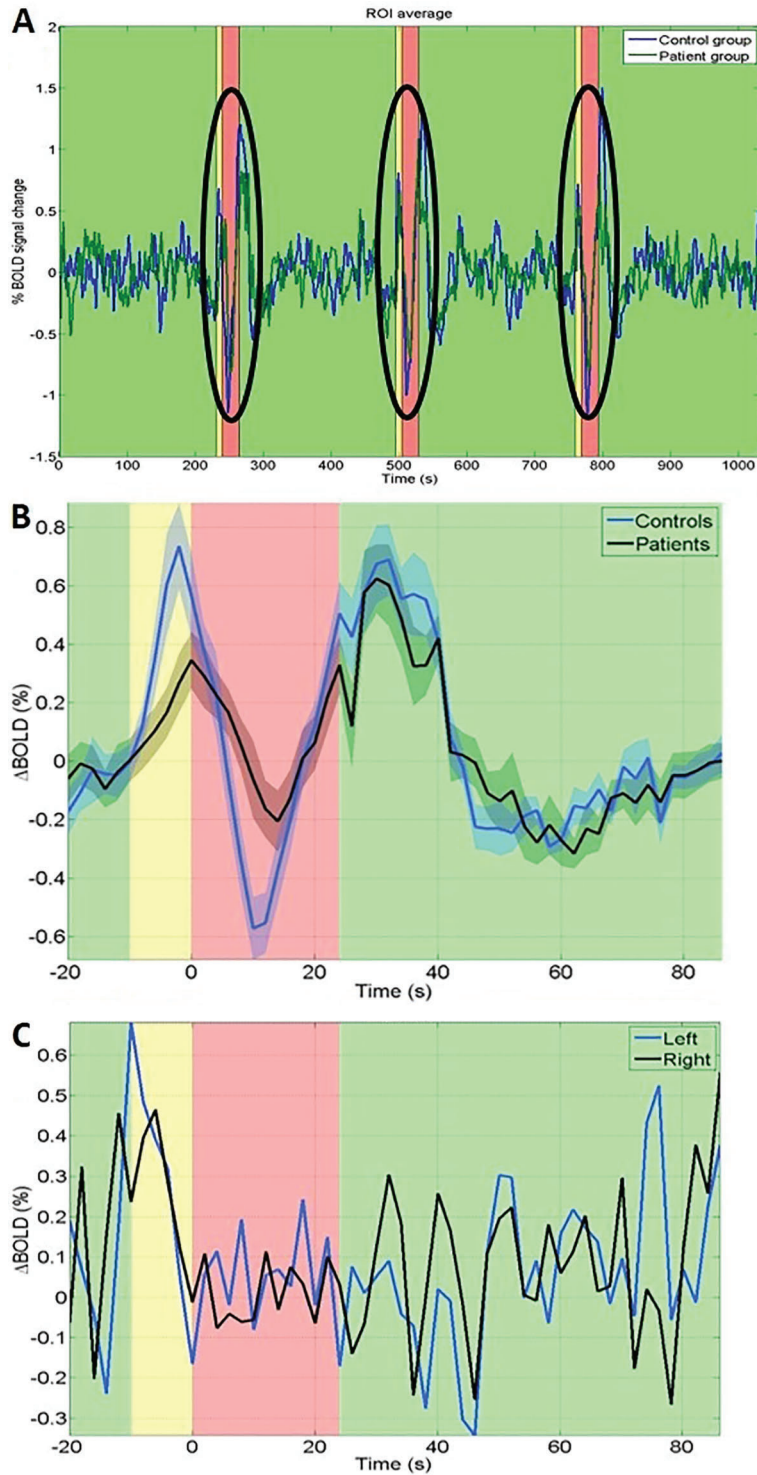 A
ROI average
Control group
Patient group
% BOLD signal change
2
1.5
1
0.5
0
-0.5
-1
-1.5
0 100 200 300 400 500 600 700 800 900 1000
Time (s)
B
Controls
Patients
ΔBOLD (%)
0.8
0.6
0.4
0.2
0
-0.2
-0.4
-0.6
-20 0 20 40 60 80
Time (s)
C
Left
Right
ΔBOLD (%)
0.6
0.5
0.4
0.3
0.2
0.1
0
-0.1
-0.2
-0.3
-20 0 20 40 60 80
Time (s)